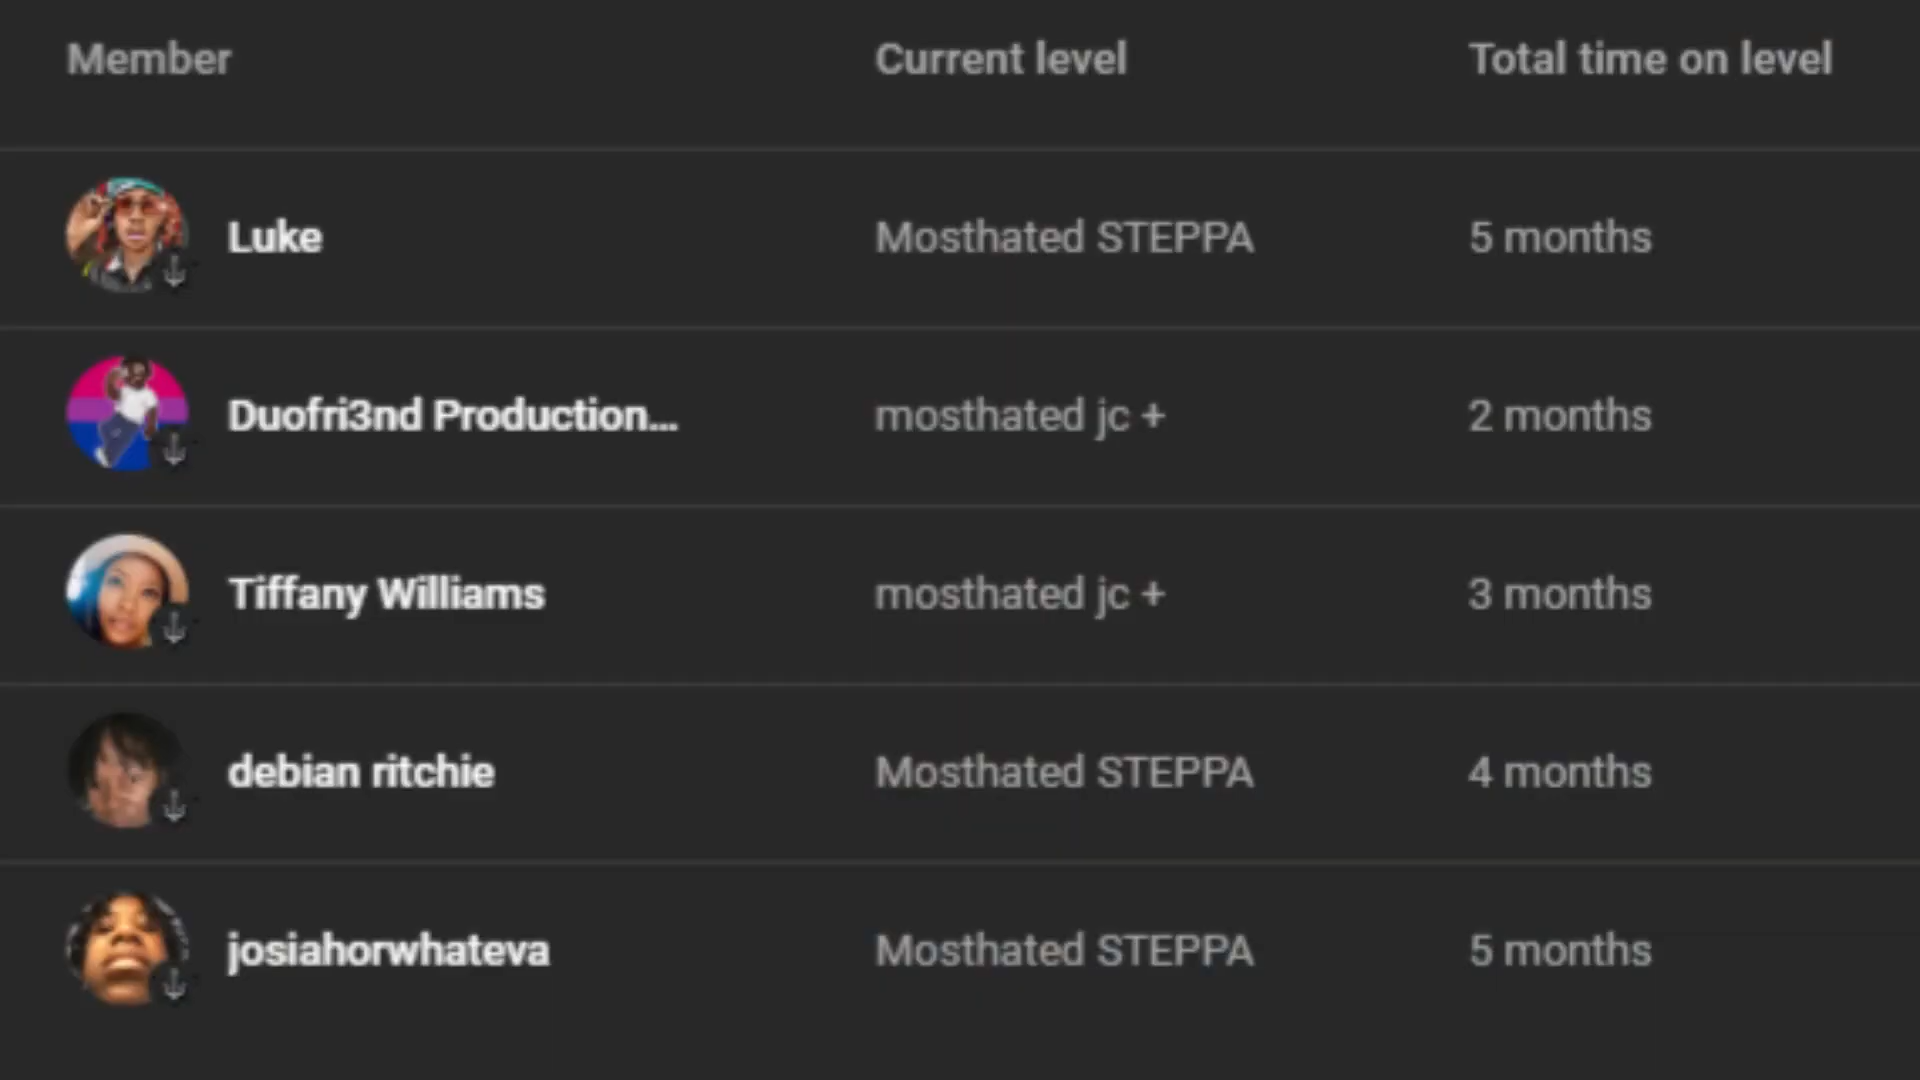 Member Current level Total time on level
Luke Mosthated STEPPA 5 months
Duofri3nd Production... mosthated jc + 2 months
Tiffany Williams mosthated jc + 3 months
debian ritchie Mosthated STEPPA 4 months
josiahorwhateva Mosthated STEPPA 5 months